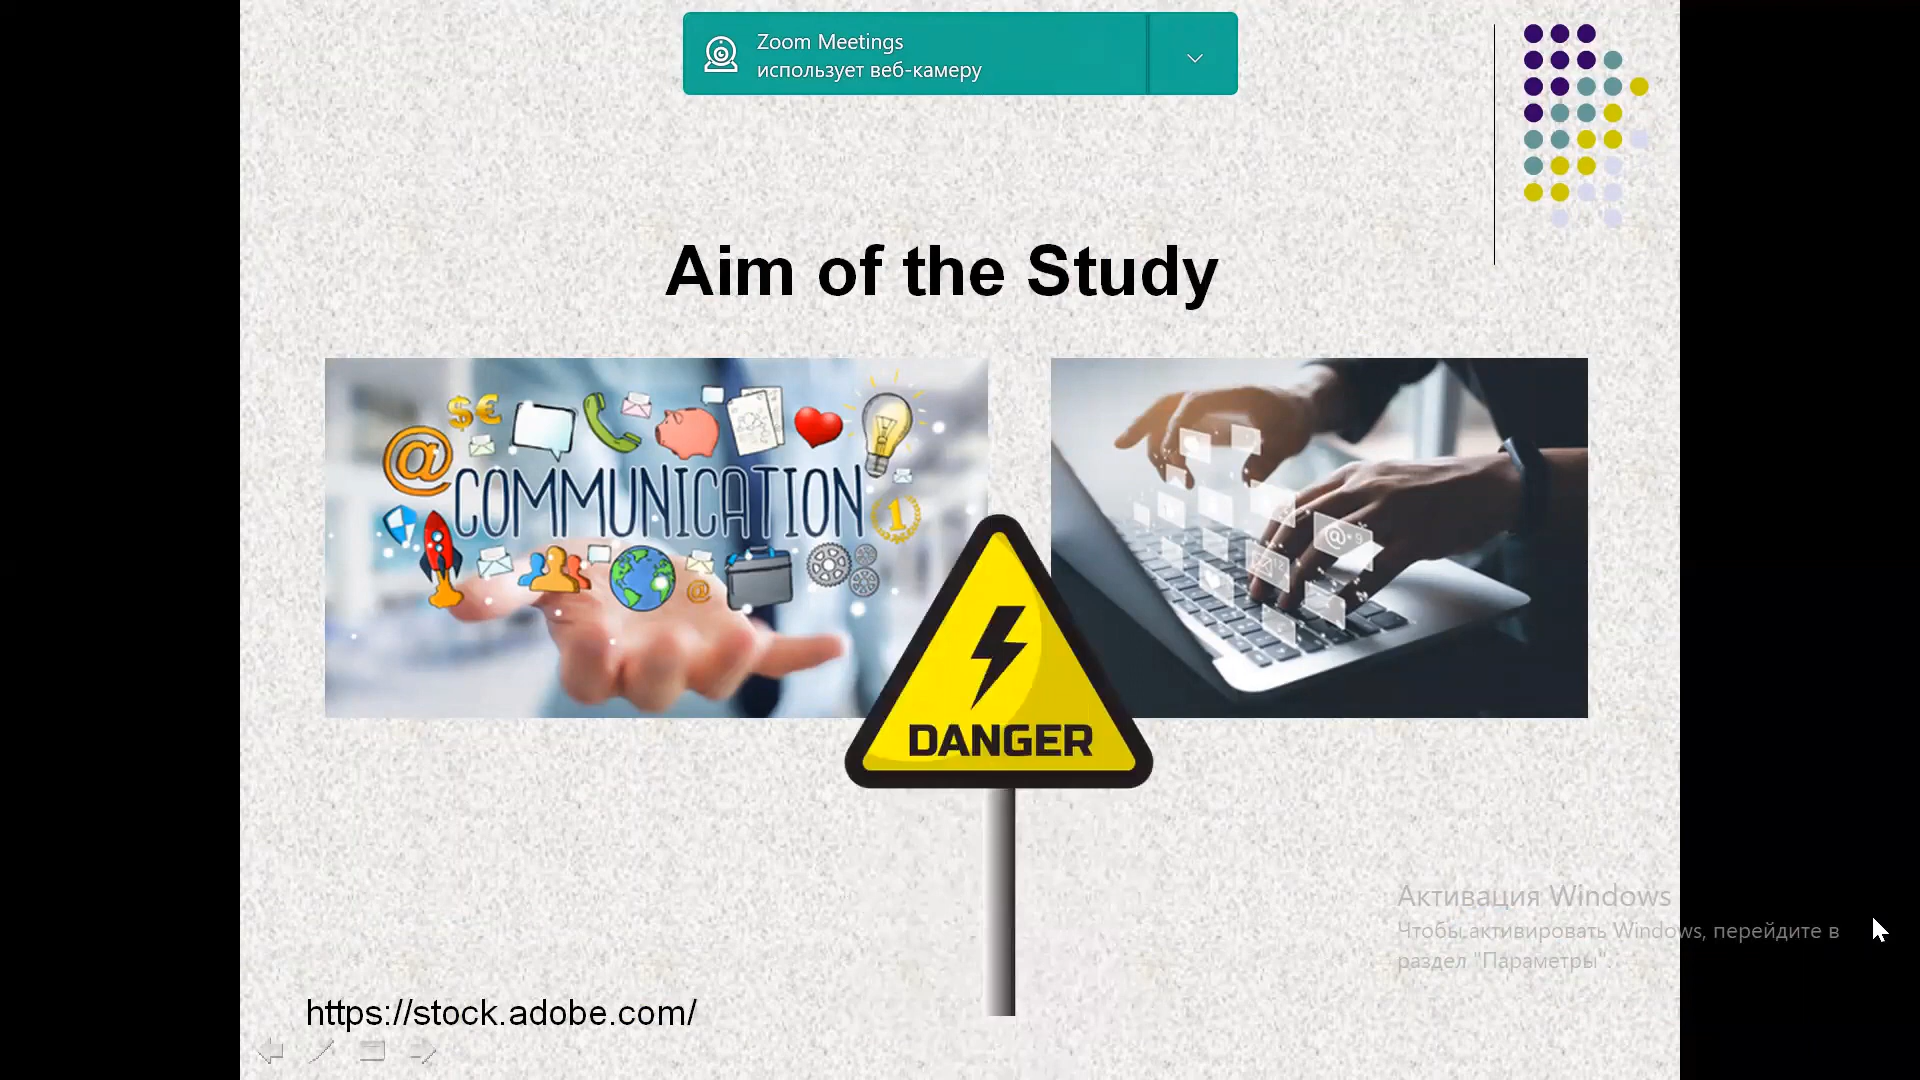 Zoom Meetings
использует веб-камеру
Aim of the Study
$€
@
COMMUNICATION
1
@
@
DANGER
Активация Windows
Чтобы активировать Windows, перейдите в
раздел "Параметры".
https://stock.adobe.com/